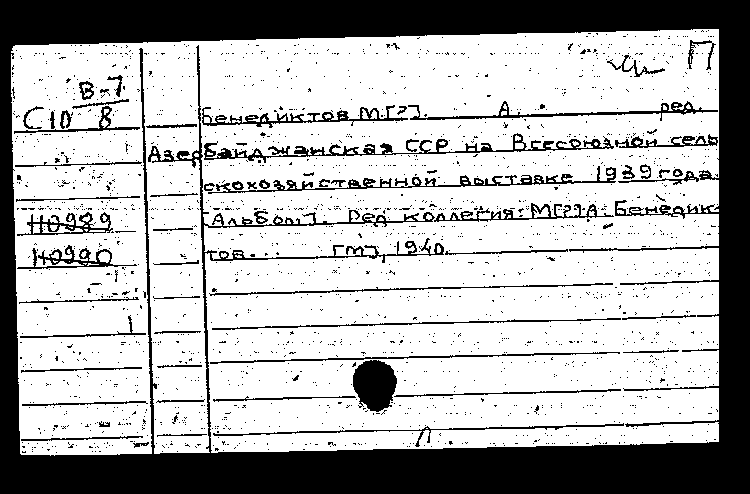 П
В-7
С10 8
Бенедиктов, М[?]. А. ред.
Азербайджанская ССР на Всесоюзной сель
скохозяйственной выставке 1939 года.
[Альбом]. Ред коллегия: М[?]А. Бенедик-
Н0989
Н0990
тов... [М], 1940.